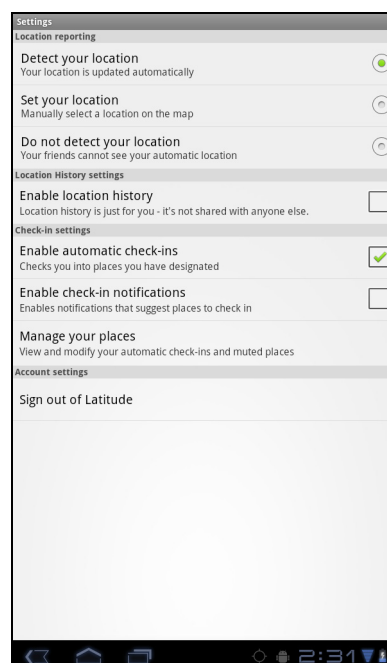 Settings
Location reporting
Detect your location
Your location is updated automatically
Set your location
Manually select a location on the map
Do not detect your location
Your friends cannot see your automatic location
Location History settings
Enable location history
Location history is just for you - it's not shared with anyone else.
Check-in settings
Enable automatic check-ins
Checks you into places you have designated
Enable check-in notifications
Enables notifications that suggest places to check in
Manage your places
View and modify your automatic check-ins and muted places
Account settings
Sign out of Latitude
2:31